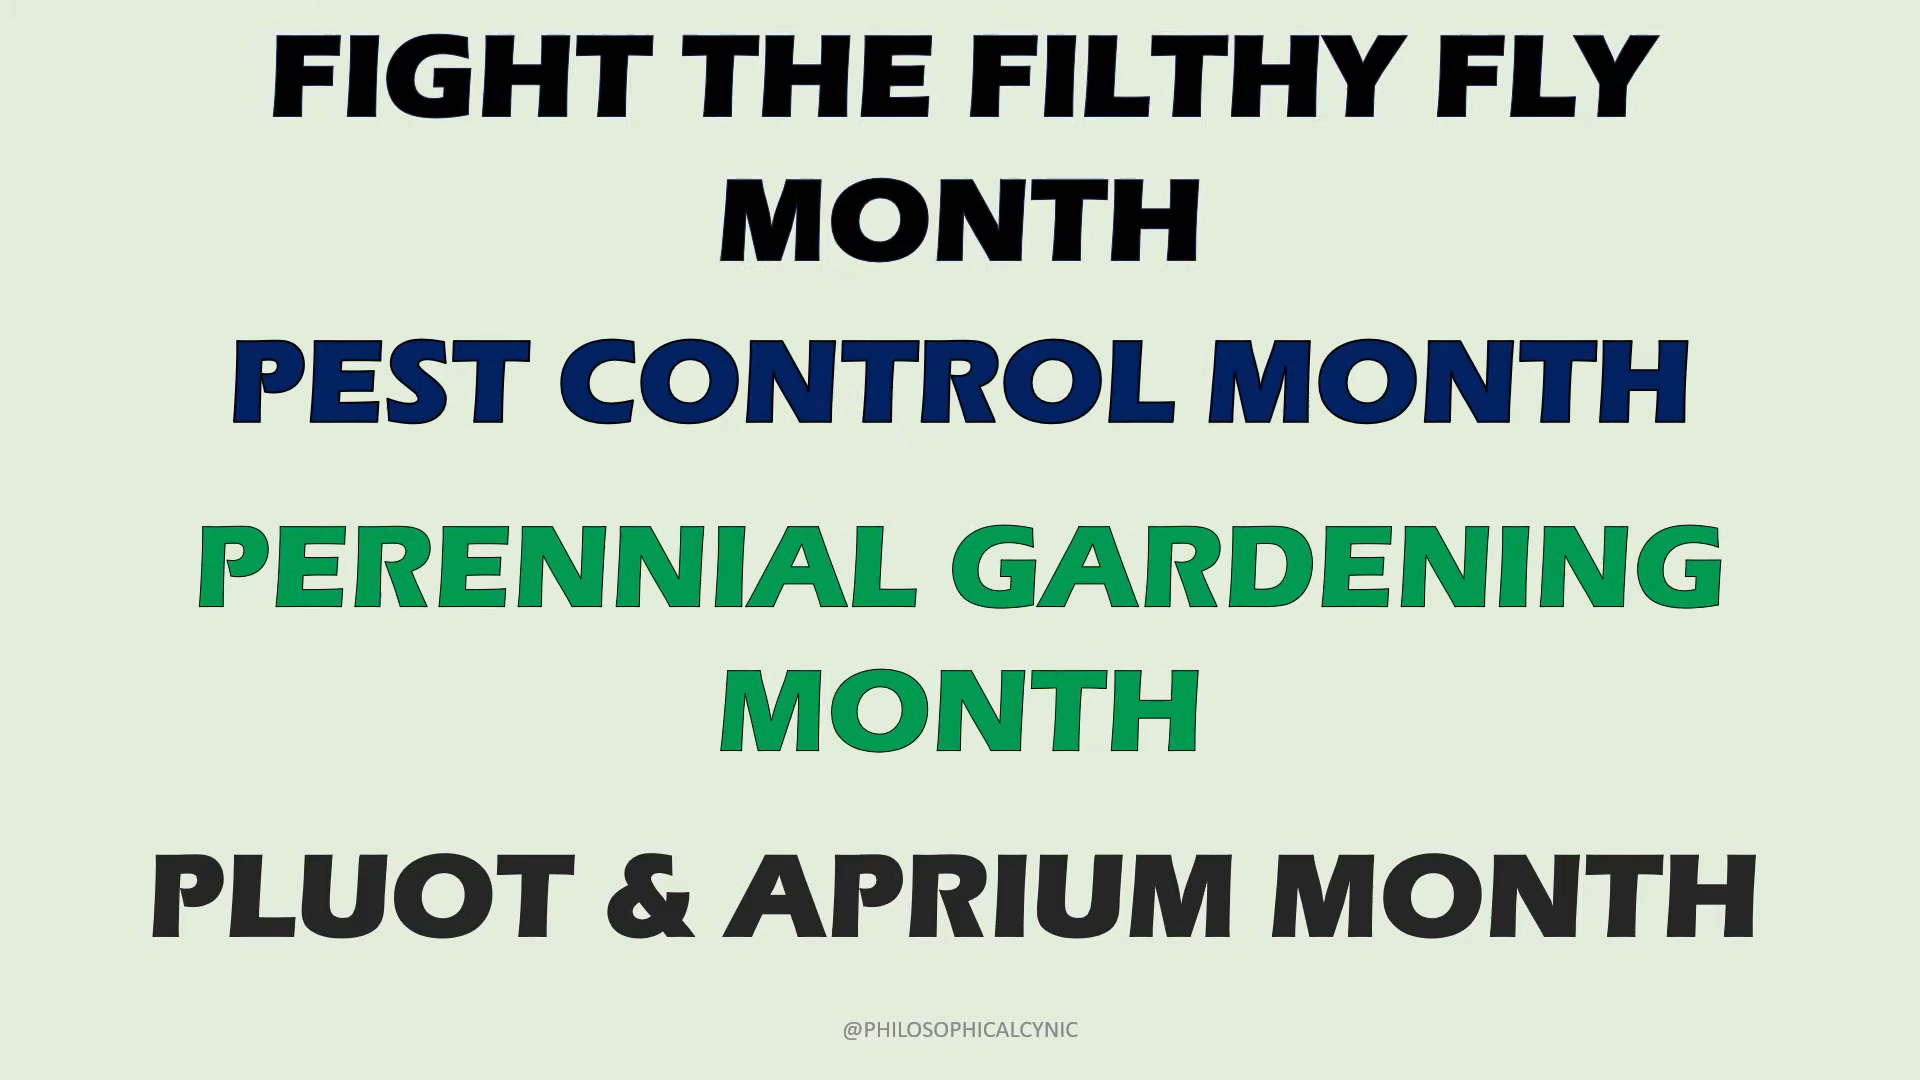 FIGHT THE FILTHY FLY
MONTH
PEST CONTROL MONTH
PERENNIAL GARDENING
MONTH
PLUOT & APRIUM MONTH
@PHILOSOPHICALCYNIC